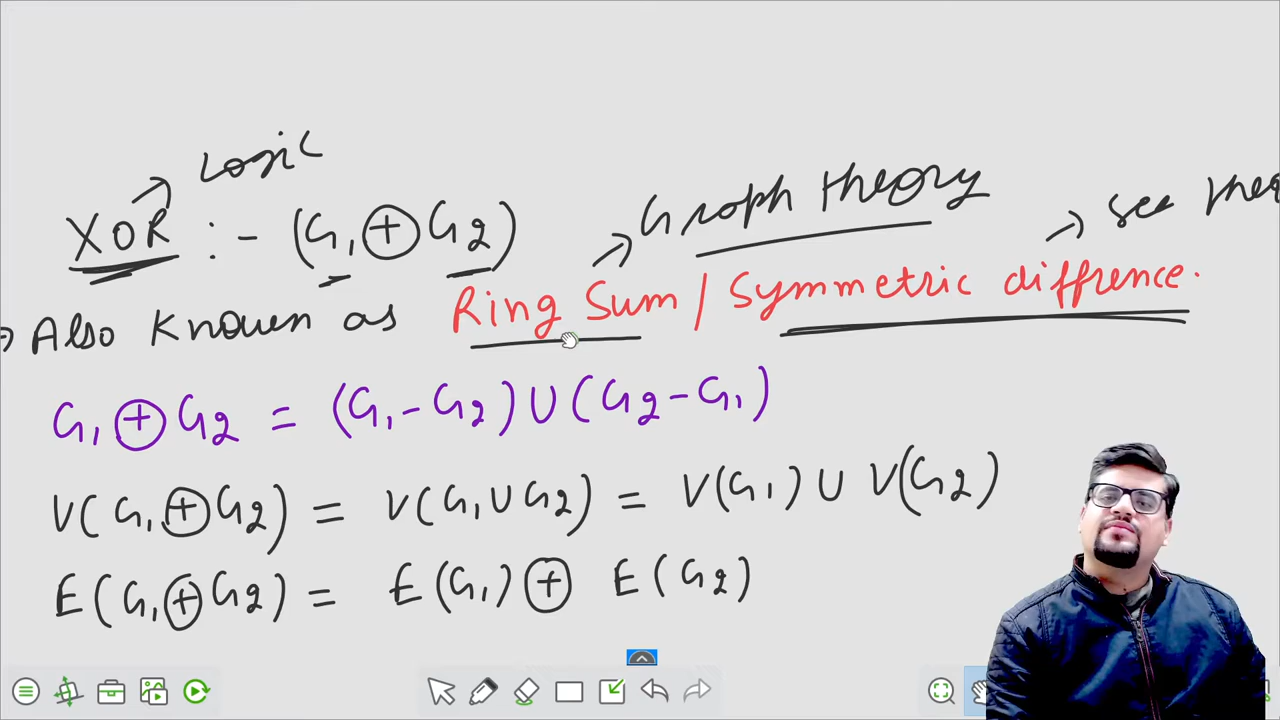 Logic
XOR :- (G₁ ⊕ G₂)
Graph theory
See
Also Known as Ring Sum / Symmetric diffrence.
G₁ ⊕ G₂ = (G₁ - G₂) ∪ (G₂ - G₁)
V(G₁ ⊕ G₂) = V(G₁ ∪ G₂) = V(G₁) ∪ V(G₂)
E(G₁ ⊕ G₂) = E(G₁) ⊕ E(G₂)